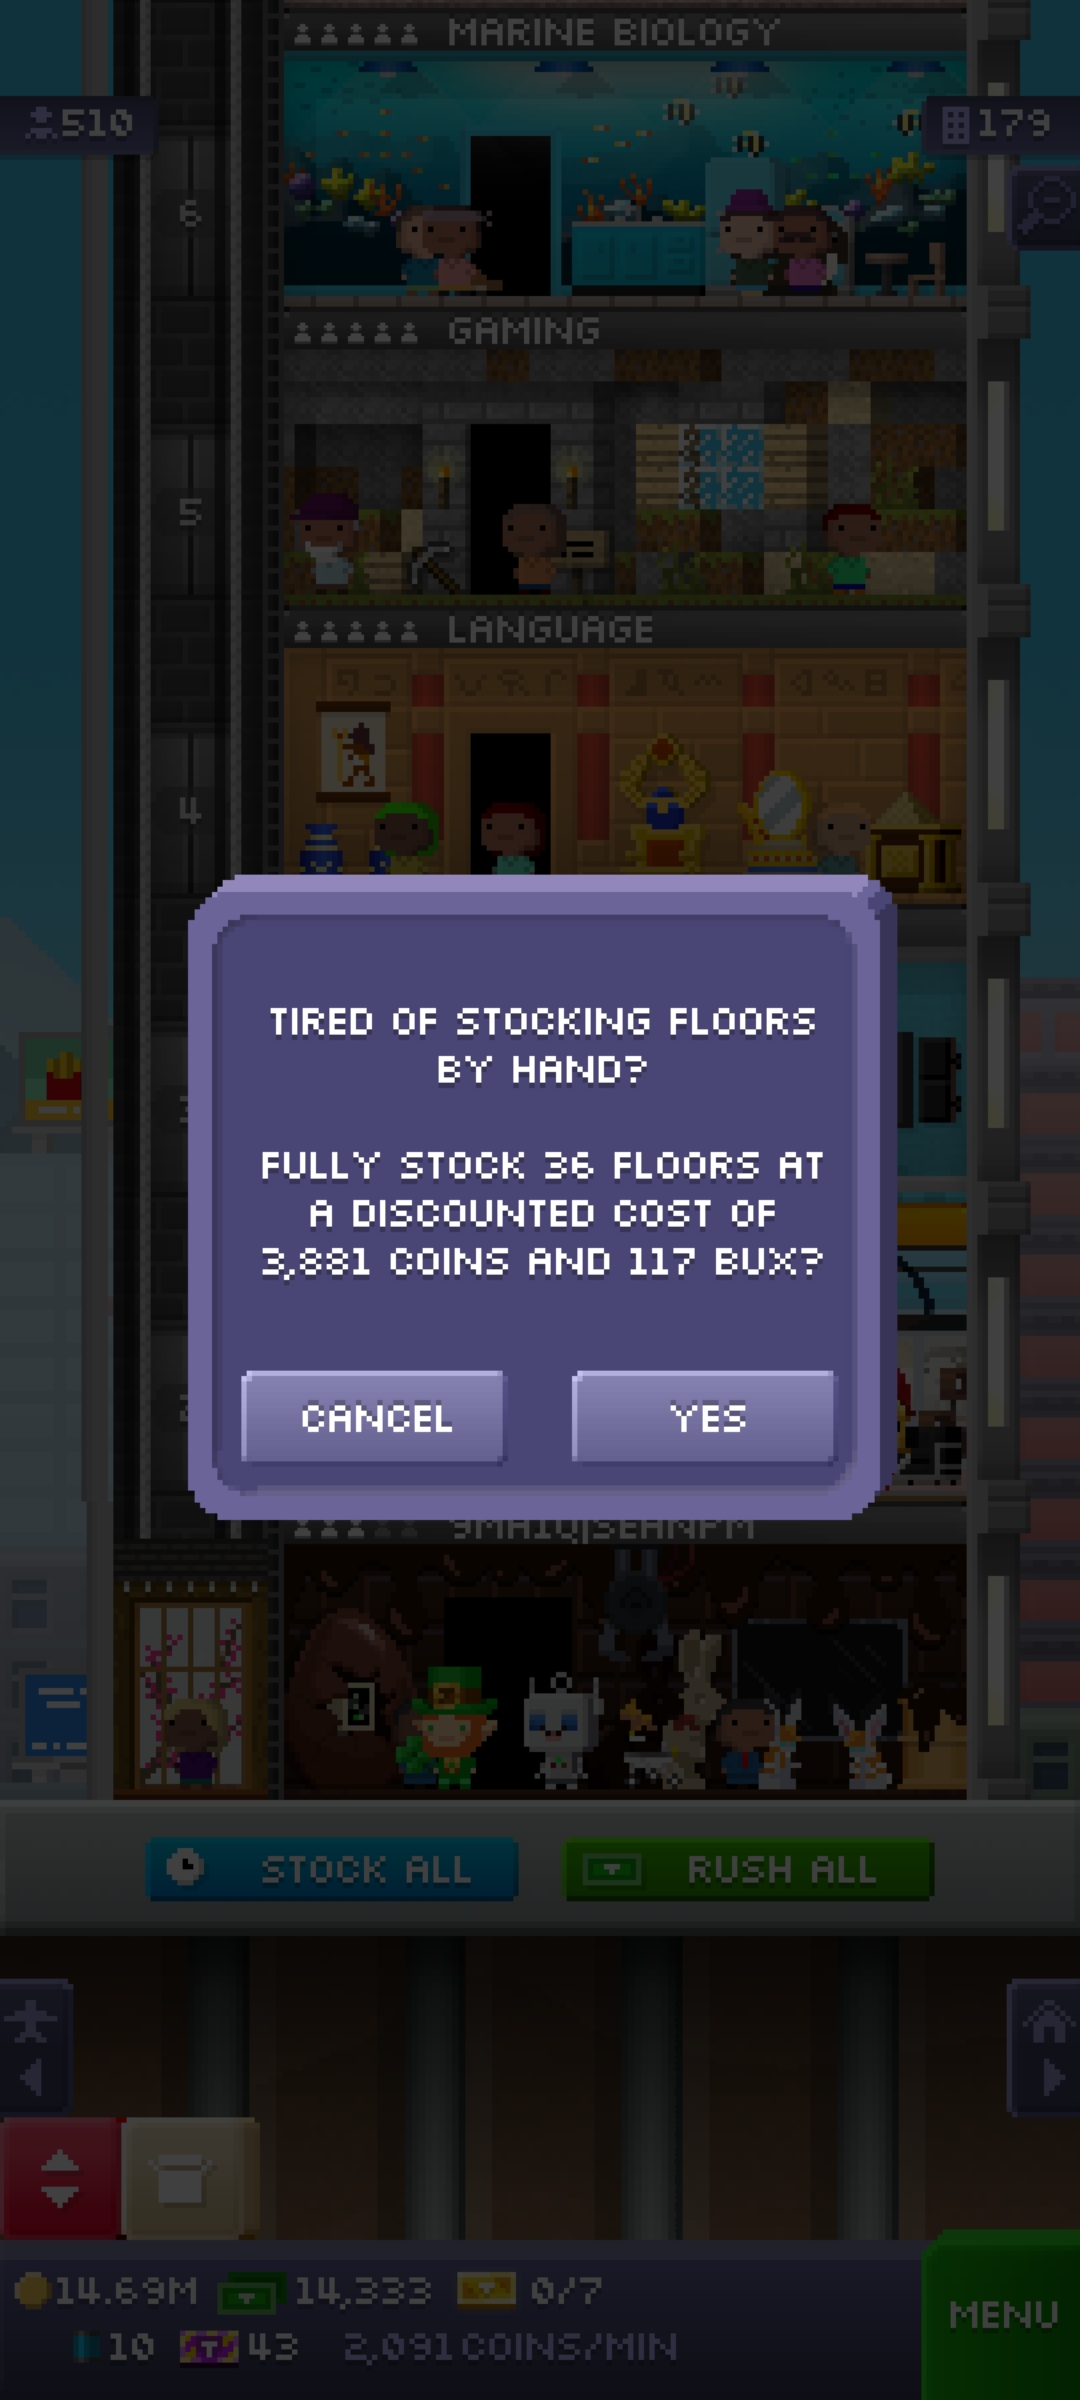 MARINE BIOLOGY
510
179
6
GAMING
5
LANGUAGE
4
TIRED OF STOCKING FLOORS
BY HAND?
FULLY STOCK 36 FLOORS AT
A DISCOUNTED COST OF
3,881 COINS AND 117 BUX?
CANCEL
YES
STOCK ALL
RUSH ALL
14.69M
14,333
0/7
MENU
10
43
2,091 COINS/MIN